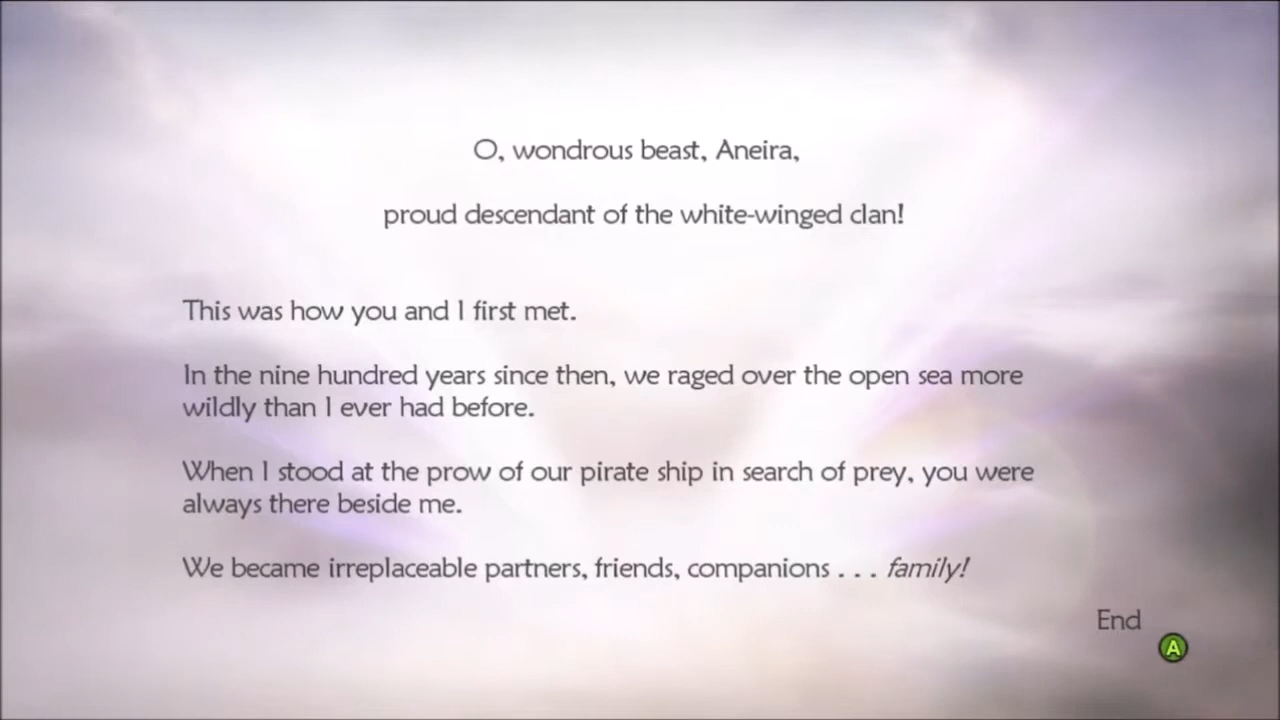 O, wondrous beast, Aneira,
proud descendant of the white-winged clan!
This was how you and I first met.
In the nine hundred years since then, we raged over the open sea more
wildly than I ever had before.
When I stood at the prow of our pirate ship in search of prey, you were
always there beside me.
We became irreplaceable partners, friends, companions . . . family!
End
A